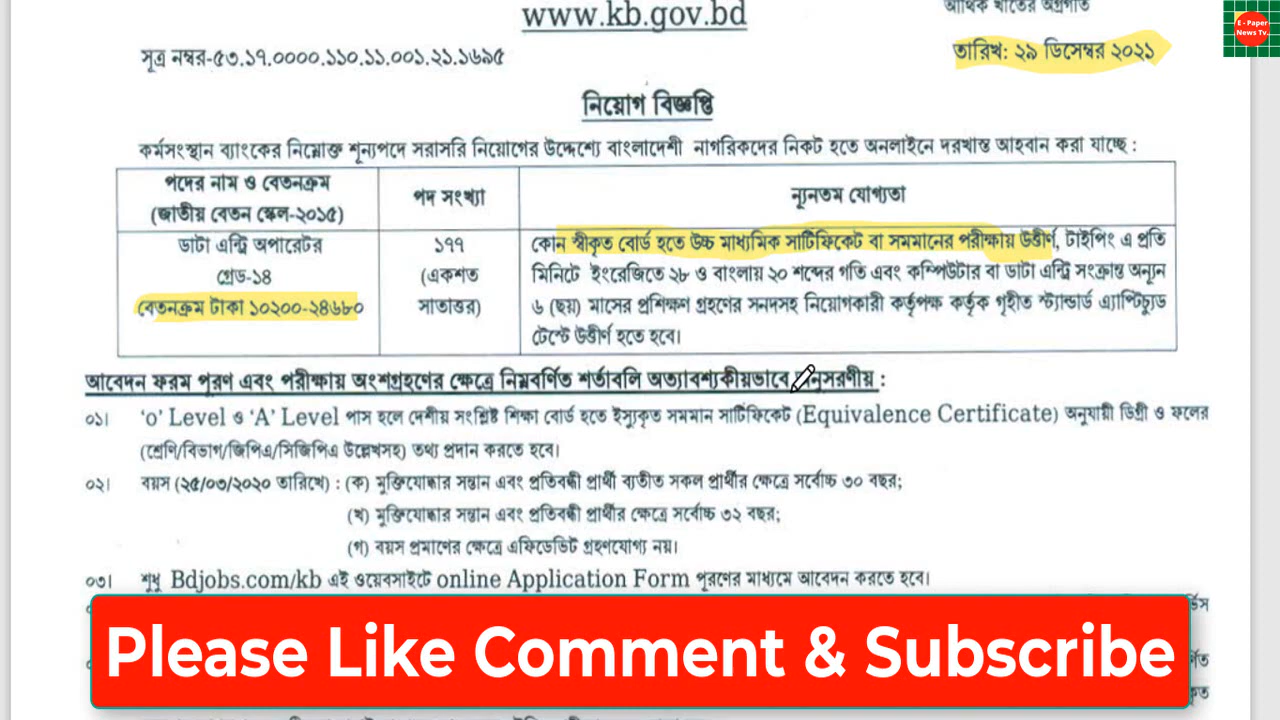 www.kb.gov.bd
আর্থিক খাতের অগ্রগতি
E - Paper
News Tv.
সূত্র নম্বর-৫৩.১৭.০০০০.১১০.১১.০০১.২১.১৬৯৫
তারিখ: ২৯ ডিসেম্বর ২০২১
নিয়োগ বিজ্ঞপ্তি
কর্মসংস্থান ব্যাংকের নিম্নোক্ত শূন্যপদে সরাসরি নিয়োগের উদ্দেশ্যে বাংলাদেশী নাগরিকদের নিকট হতে অনলাইনে দরখাস্ত আহবান করা যাচ্ছে :
পদের নাম ও বেতনক্রম
(জাতীয় বেতন স্কেল-২০১৫)
পদ সংখ্যা
ন্যূনতম যোগ্যতা
ডাটা এন্ট্রি অপারেটর
গ্রেড-১৪
(বেতনক্রম টাকা ১০২০০-২৪৬৮০
১৭৭
(একশত
সাতাত্তর)
কোন স্বীকৃত বোর্ড হতে উচ্চ মাধ্যমিক সার্টিফিকেট বা সমমানের পরীক্ষায় উত্তীর্ণ, টাইপিং এ প্রতি
মিনিটে ইংরেজিতে ২৮ ও বাংলায় ২০ শব্দের গতি এবং কম্পিউটার বা ডাটা এন্ট্রি সংক্রান্ত অন্যূন
৬ (ছয়) মাসের প্রশিক্ষণ গ্রহণের সনদসহ নিয়োগকারী কর্তৃপক্ষ কর্তৃক গৃহীত স্ট্যান্ডার্ড এ্যাপ্টিচ্যুড
টেস্টে উত্তীর্ণ হতে হবে।
আবেদন ফরম পূরণ এবং পরীক্ষায় অংশগ্রহণের ক্ষেত্রে নিম্নবর্ণিত শর্তাবলি অত্যাবশ্যকীয়ভাবে অনুসরণীয় :
০১। ‘o’ Level ও ‘A’ Level পাস হলে দেশীয় সংশ্লিষ্ট শিক্ষা বোর্ড হতে ইস্যুকৃত সমমান সার্টিফিকেট (Equivalence Certificate) অনুযায়ী ডিগ্রী ও ফলের
(শ্রেণি/বিভাগ/জিপিএ/সিজিপিএ উল্লেখসহ) তথ্য প্রদান করতে হবে।
০২। বয়স (২৫/০৩/২০২০ তারিখে) : (ক) মুক্তিযোদ্ধার সন্তান এবং প্রতিবন্ধী প্রার্থী ব্যতীত সকল প্রার্থীর ক্ষেত্রে সর্বোচ্চ ৩০ বছর;
(খ) মুক্তিযোদ্ধার সন্তান এবং প্রতিবন্ধী প্রার্থীর ক্ষেত্রে সর্বোচ্চ ৩২ বছর;
(গ) বয়স প্রমাণের ক্ষেত্রে এফিডেভিট গ্রহণযোগ্য নয়।
০৩। শুধু Bdjobs.com/kb এই ওয়েবসাইটে online Application Form পূরণের মাধ্যমে আবেদন করতে হবে।
Please Like Comment & Subscribe